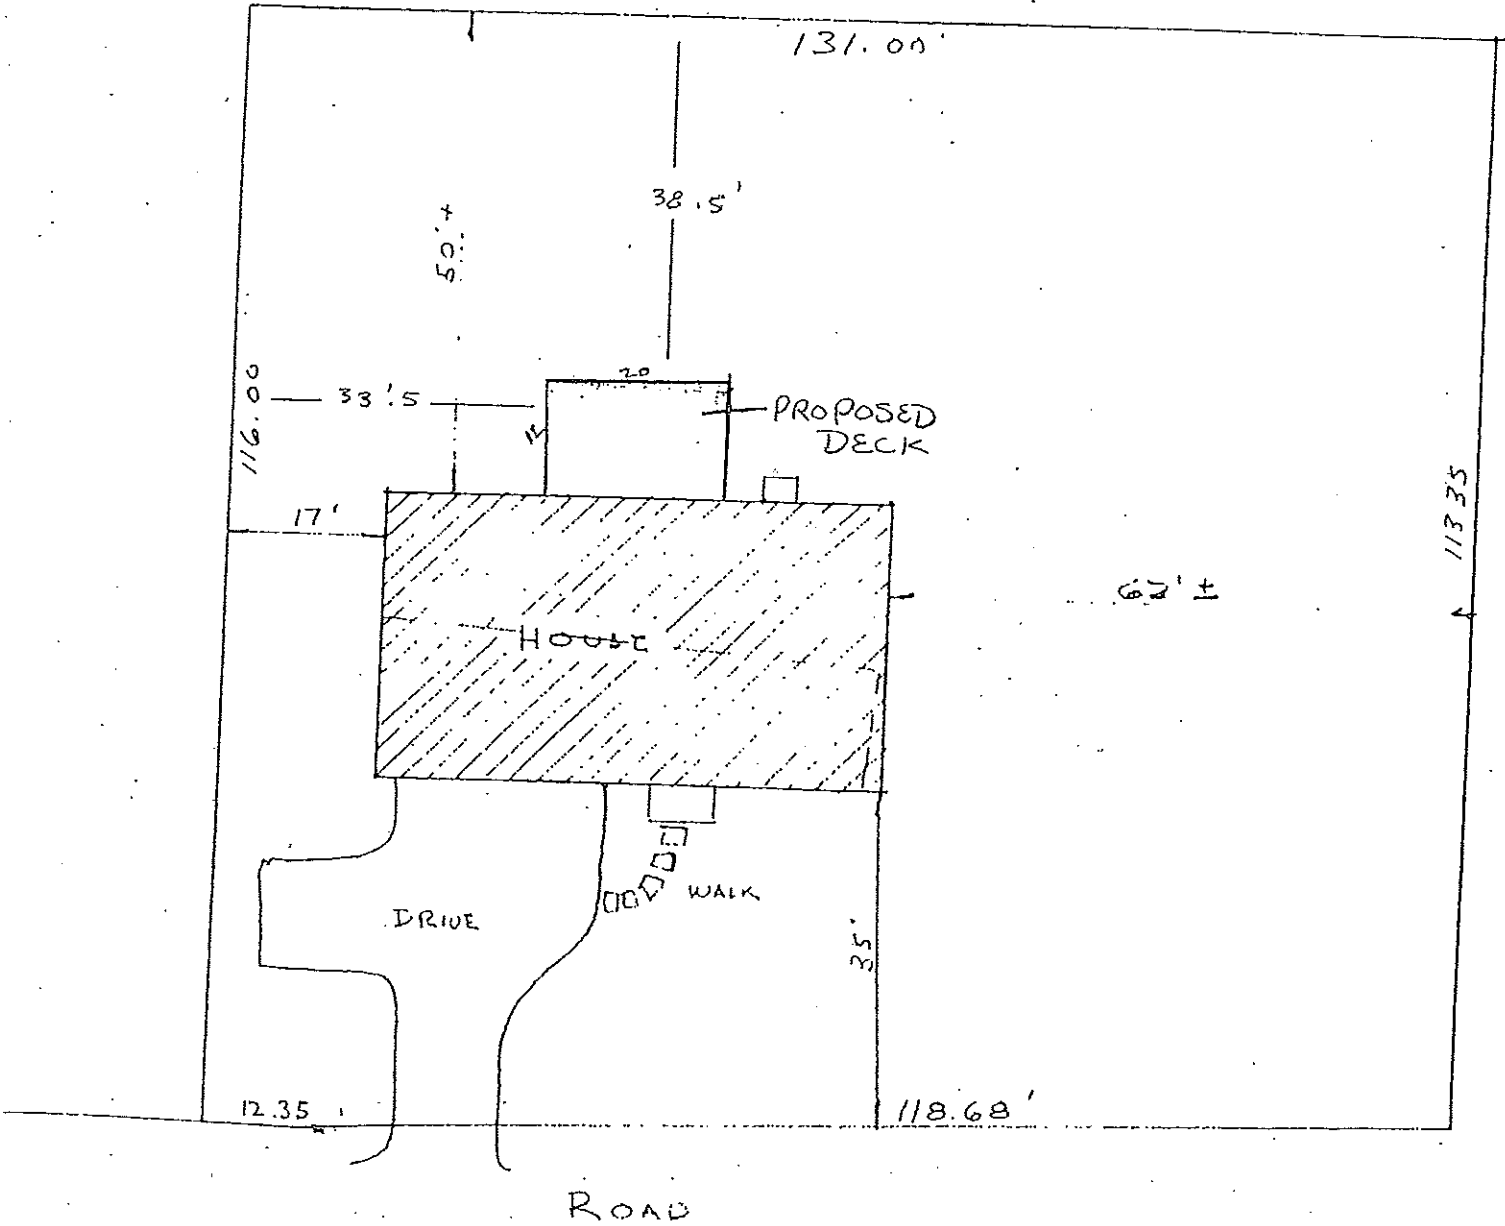 131.00'
38.5'
50'±
116.00
33'.5
20
12
PROPOSED
DECK
17'
113 35
62' ±
HOUSE
DRIVE
WALK
35'
12.35'
118.68'
ROAD